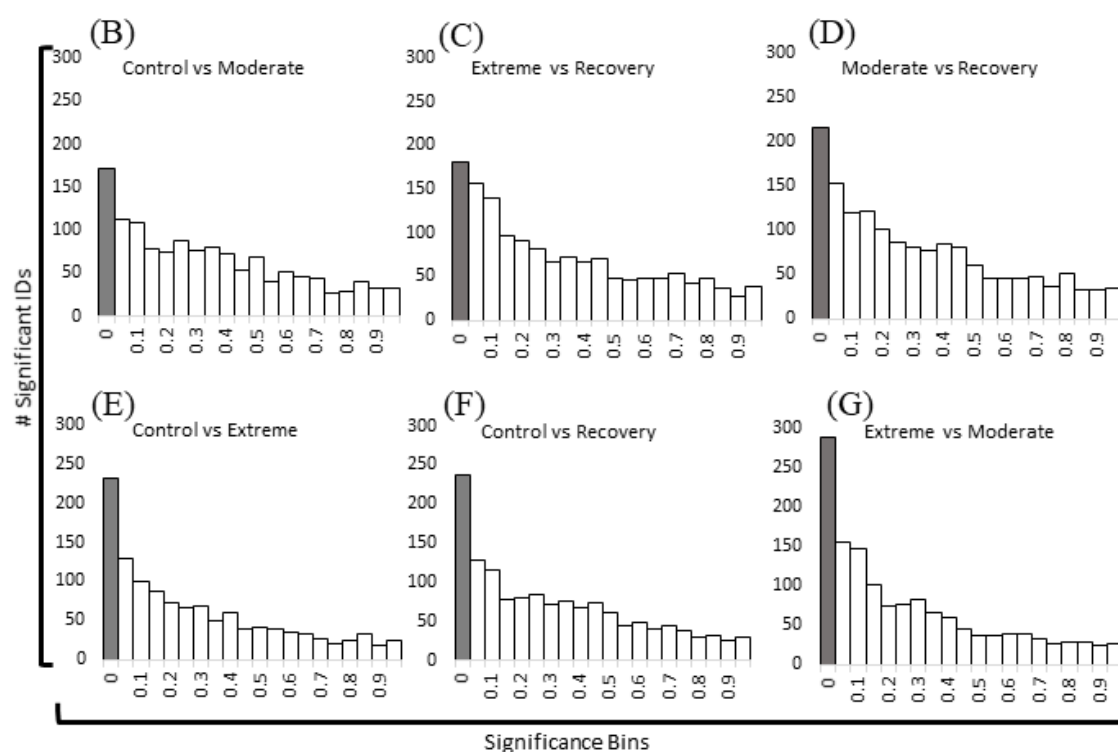 (B)
Control vs Moderate
300
250
200
150
100
50
0
0 0.1 0.2 0.3 0.4 0.5 0.6 0.7 0.8 0.9
(C)
Extreme vs Recovery
300
250
200
150
100
50
0
0 0.1 0.2 0.3 0.4 0.5 0.6 0.7 0.8 0.9
(D)
Moderate vs Recovery
300
250
200
150
100
50
0
0 0.1 0.2 0.3 0.4 0.5 0.6 0.7 0.8 0.9
# Significant IDs
(E)
Control vs Extreme
300
250
200
150
100
50
0
0 0.1 0.2 0.3 0.4 0.5 0.6 0.7 0.8 0.9
(F)
Control vs Recovery
300
250
200
150
100
50
0
0 0.1 0.2 0.3 0.4 0.5 0.6 0.7 0.8 0.9
(G)
Extreme vs Moderate
300
250
200
150
100
50
0
0 0.1 0.2 0.3 0.4 0.5 0.6 0.7 0.8 0.9
Significance Bins